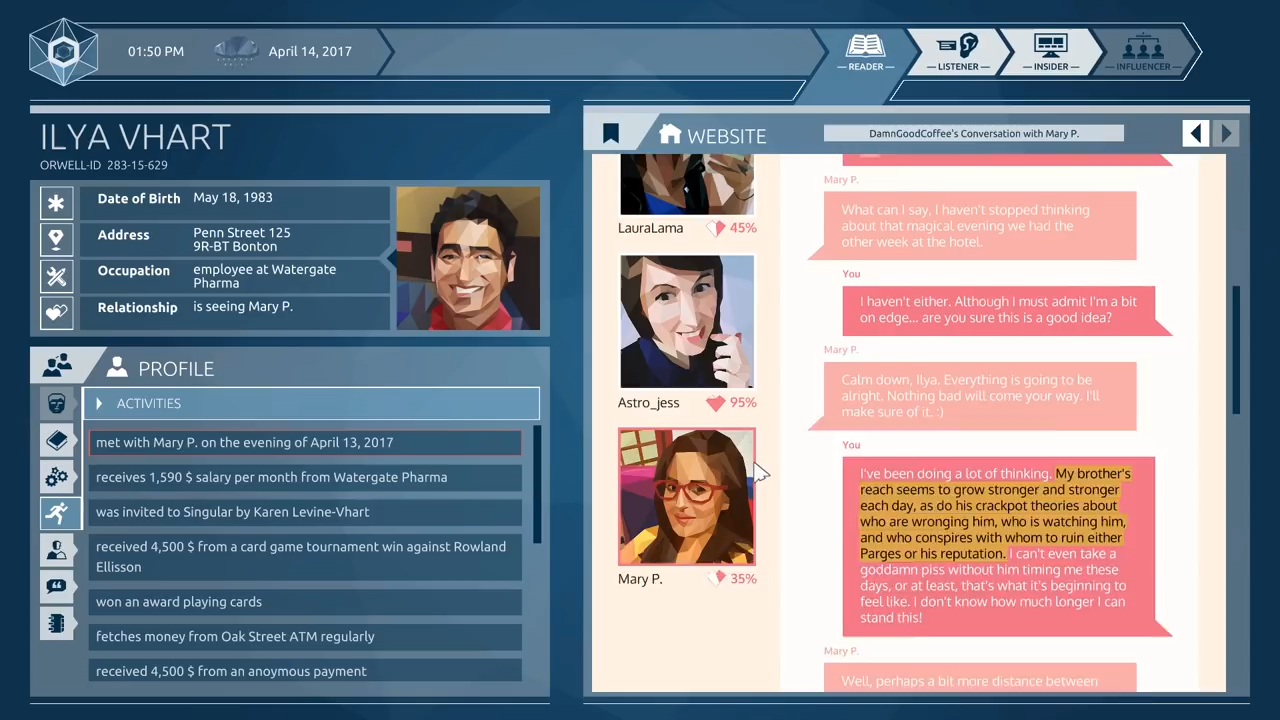 01:50 PM
April 14, 2017
READER
LISTENER
INSIDER
INFLUENCER
ILYA VHART
ORWELL-ID 283-15-629
Date of Birth May 18, 1983
Address Penn Street 125
9R-BT Bonton
Occupation employee at Watergate
Pharma
Relationship is seeing Mary P.
PROFILE
ACTIVITIES
met with Mary P. on the evening of April 13, 2017
receives 1,590 $ salary per month from Watergate Pharma
was invited to Singular by Karen Levine-Vhart
received 4,500 $ from a card game tournament win against Rowland
Ellisson
won an award playing cards
fetches money from Oak Street ATM regularly
received 4,500 $ from an anoymous payment
WEBSITE
DamnGoodCoffee's Conversation with Mary P.
LauraLama 45%
Astro_jess 95%
Mary P. 35%
Mary P.
What can I say, I haven't stopped thinking
about that magical evening we had the
other week at the hotel.
You
I haven't either. Although I must admit I'm a bit
on edge... are you sure this is a good idea?
Mary P.
Calm down, Ilya. Everything is going to be
alright. Nothing bad will come your way. I'll
make sure of it. :)
You
I've been doing a lot of thinking. My brother's
reach seems to grow stronger and stronger
each day, as do his crackpot theories about
who are wronging him, who is watching him,
and who conspires with whom to ruin either
Parges or his reputation. I can't even take a
goddamn piss without him timing me these
days, or at least, that's what it's beginning to
feel like. I don't know how much longer I can
stand this!
Mary P.
Well, perhaps a bit more distance between